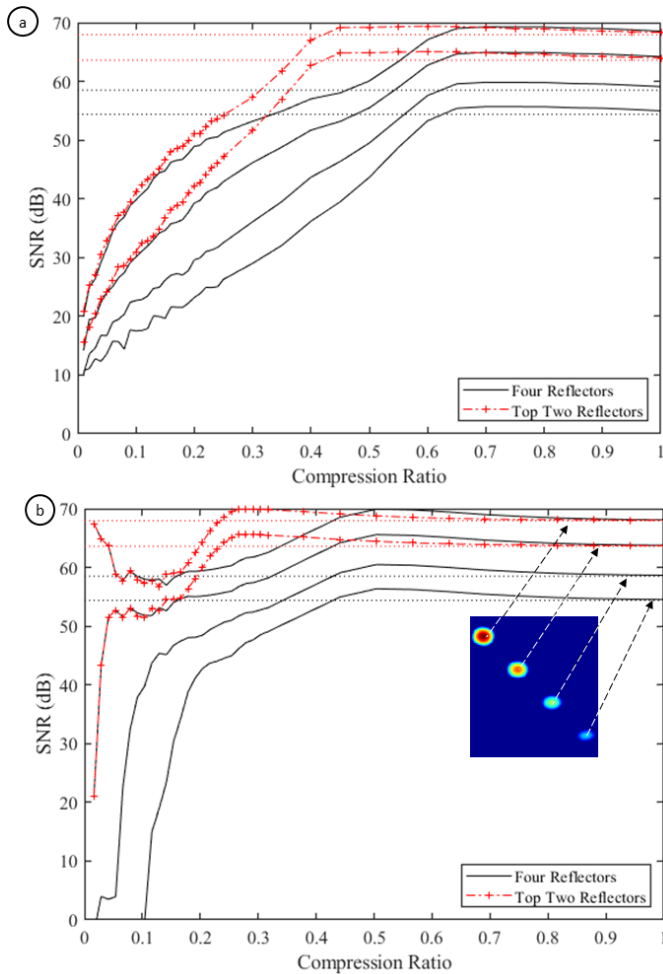 a
70
60
50
40
30
20
10
0
SNR (dB)
0 0.1 0.2 0.3 0.4 0.5 0.6 0.7 0.8 0.9 1
Compression Ratio
Four Reflectors
Top Two Reflectors
b
70
60
50
40
30
20
10
0
SNR (dB)
0 0.1 0.2 0.3 0.4 0.5 0.6 0.7 0.8 0.9 1
Compression Ratio
Four Reflectors
Top Two Reflectors